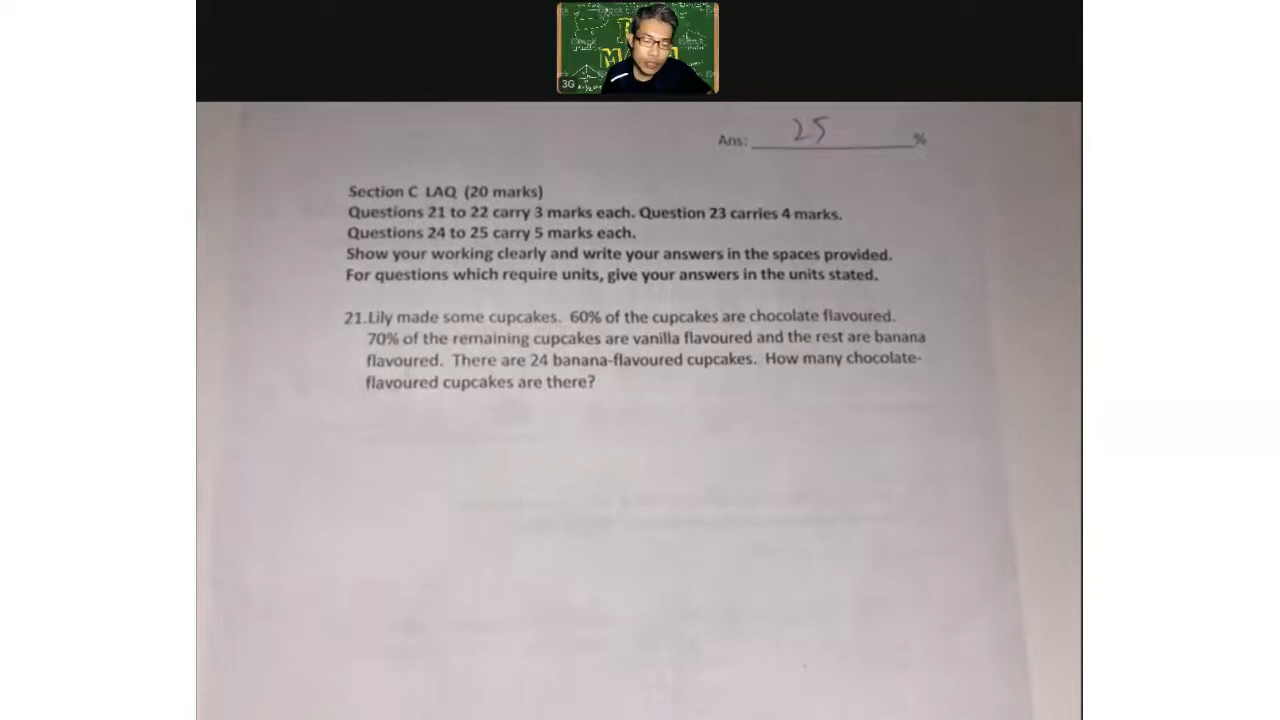 3G
Ans: 25 %
Section C LAQ (20 marks)
Questions 21 to 22 carry 3 marks each. Question 23 carries 4 marks.
Questions 24 to 25 carry 5 marks each.
Show your working clearly and write your answers in the spaces provided.
For questions which require units, give your answers in the units stated.
21.Lily made some cupcakes. 60% of the cupcakes are chocolate flavoured.
70% of the remaining cupcakes are vanilla flavoured and the rest are banana
flavoured. There are 24 banana-flavoured cupcakes. How many chocolate-
flavoured cupcakes are there?